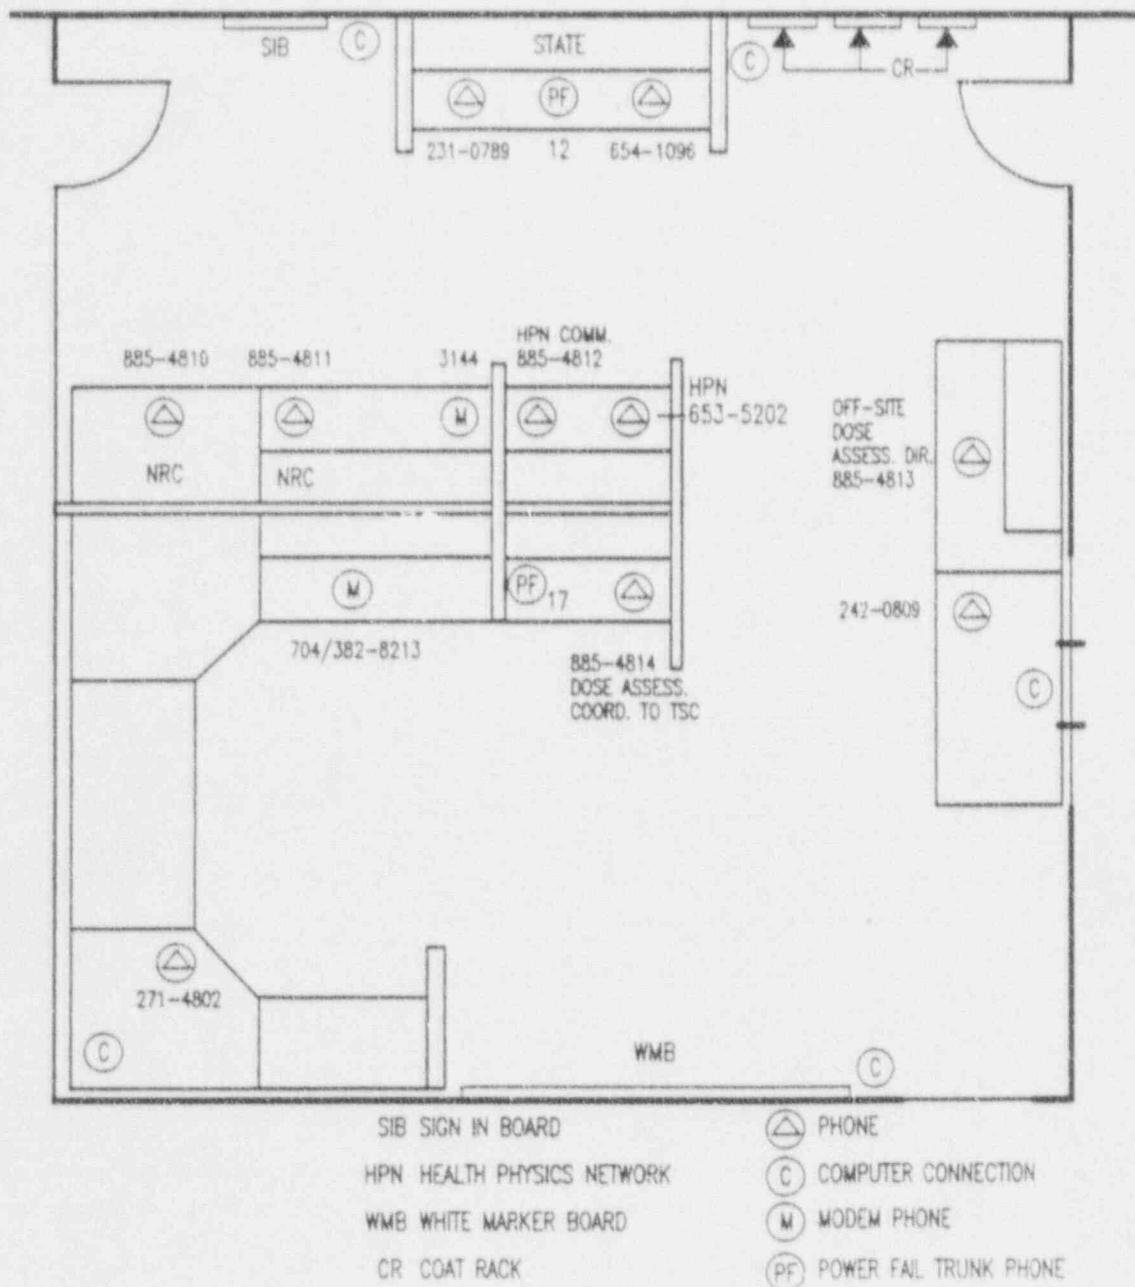 SIB
C
STATE
C
CR
PF
231-0789
12
654-1096
885-4810
885-4811
3144
HPN COMM.
885-4812
M
HPN
653-5202
NRC
NRC
OFF-SITE
DOSE
ASSESS. DIR.
885-4813
M
PF
17
242-0809
704/382-8213
885-4814
DOSE ASSESS.
COORD. TO TSC
C
271-4802
C
WMB
C
SIB SIGN IN BOARD
PHONE
HPN HEALTH PHYSICS NETWORK
C COMPUTER CONNECTION
WMB WHITE MARKER BOARD
M MODEM PHONE
CR COAT RACK
PF POWER FAIL TRUNK PHONE